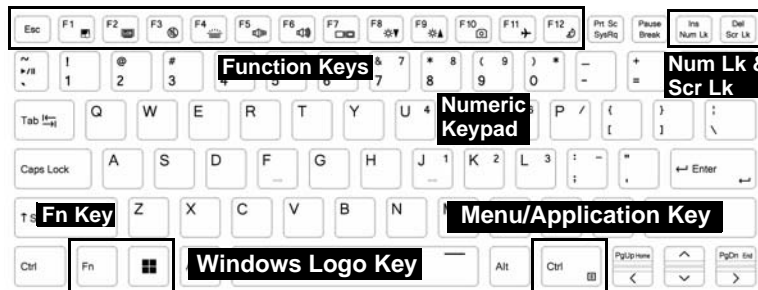 Esc F1 F2 F3 F4 F5 F6 F7 F8 F9 F10 F11 F12 Prt Sc SysRq Pause Break Ins Num Lk Del Scr Lk
~ ` ! 1 @ 2 # 3 Function Keys & 7 7 * 8 8 ( 9 9 ) * 0 _ - + = Num Lk &
Scr Lk
Tab Q W E R T Y U 4 Numeric
Keypad P / { [ } ] | \
Caps Lock A S D F G H J 1 K 2 L 3 : - ; " ' Enter
Fn Key Z X C V B N Menu/Application Key
Ctrl Fn Windows Logo Key Alt Ctrl PgUp Home PgDn End